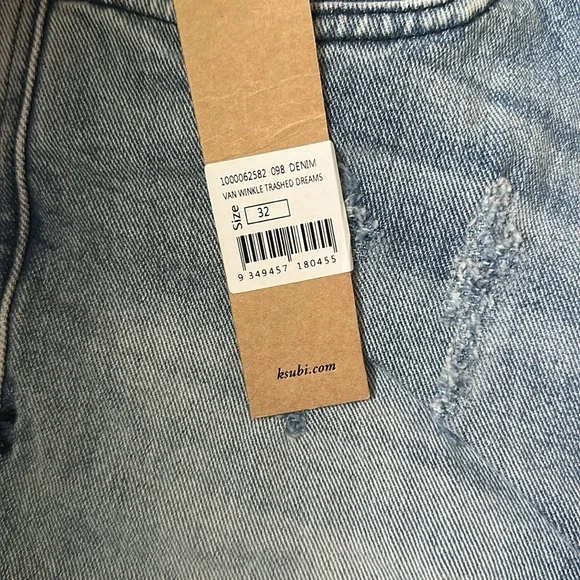 1000062582 098 DENIM
VAN WINKLE TRASHED DREAMS
Size 32
9 349457 180455
ksubi.com